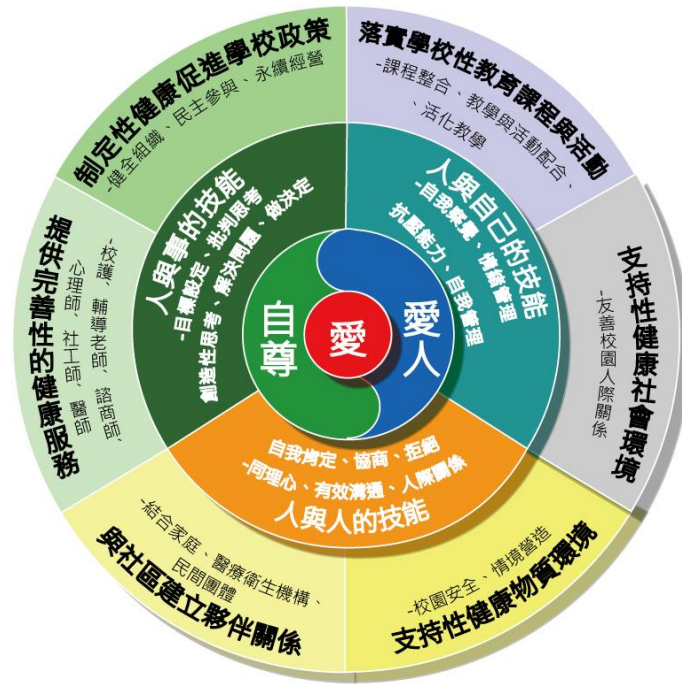 制定性健康促進學校政策
-健全組織、民主參與、永續經營
落實學校性教育課程與活動
-課程整合、教學與活動配合、
、活化教學
支持性健康社會環境
-友善校園人際關係
支持性健康物質環境
-校園安全、情境營造
與社區建立夥伴關係
-結合家庭、醫療衛生機構、
民間團體
提供完善性的健康服務
-校護、輔導老師、諮商師、
心理師、社工師、醫師
人與事的技能
-目標設定、批判思考
創造性思考、解決問題、做決定
人與自己的技能
-自我察覺、情緒管理
抗壓能力、自我管理
自我肯定、協商、拒絕
-同理心、有效溝通、人際關係
人與人的技能
自尊
愛
愛人